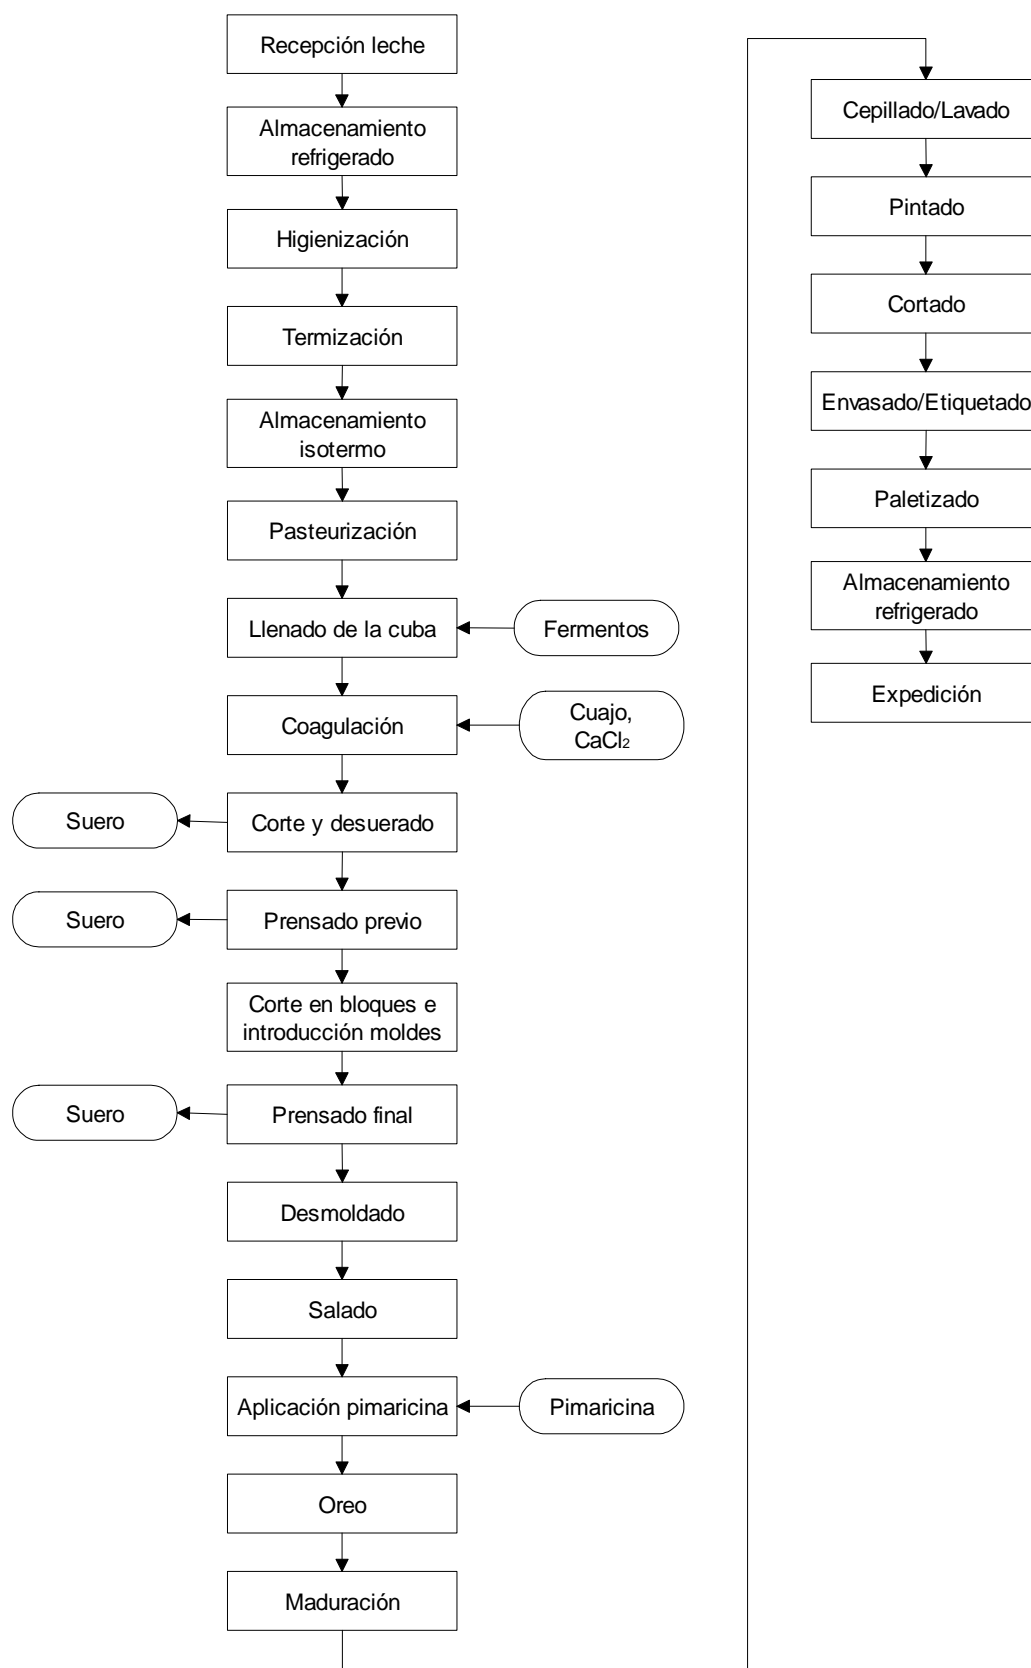 Recepción leche
Almacenamiento
refrigerado
Higienización
Termización
Almacenamiento
isotermo
Pasteurización
Llenado de la cuba
Fermentos
Coagulación
Cuajo,
CaCl₂
Suero
Corte y desuerado
Suero
Prensado previo
Corte en bloques e
introducción moldes
Suero
Prensado final
Desmoldado
Salado
Aplicación pimaricina
Pimaricina
Oreo
Maduración
Cepillado/Lavado
Pintado
Cortado
Envasado/Etiquetado
Paletizado
Almacenamiento
refrigerado
Expedición